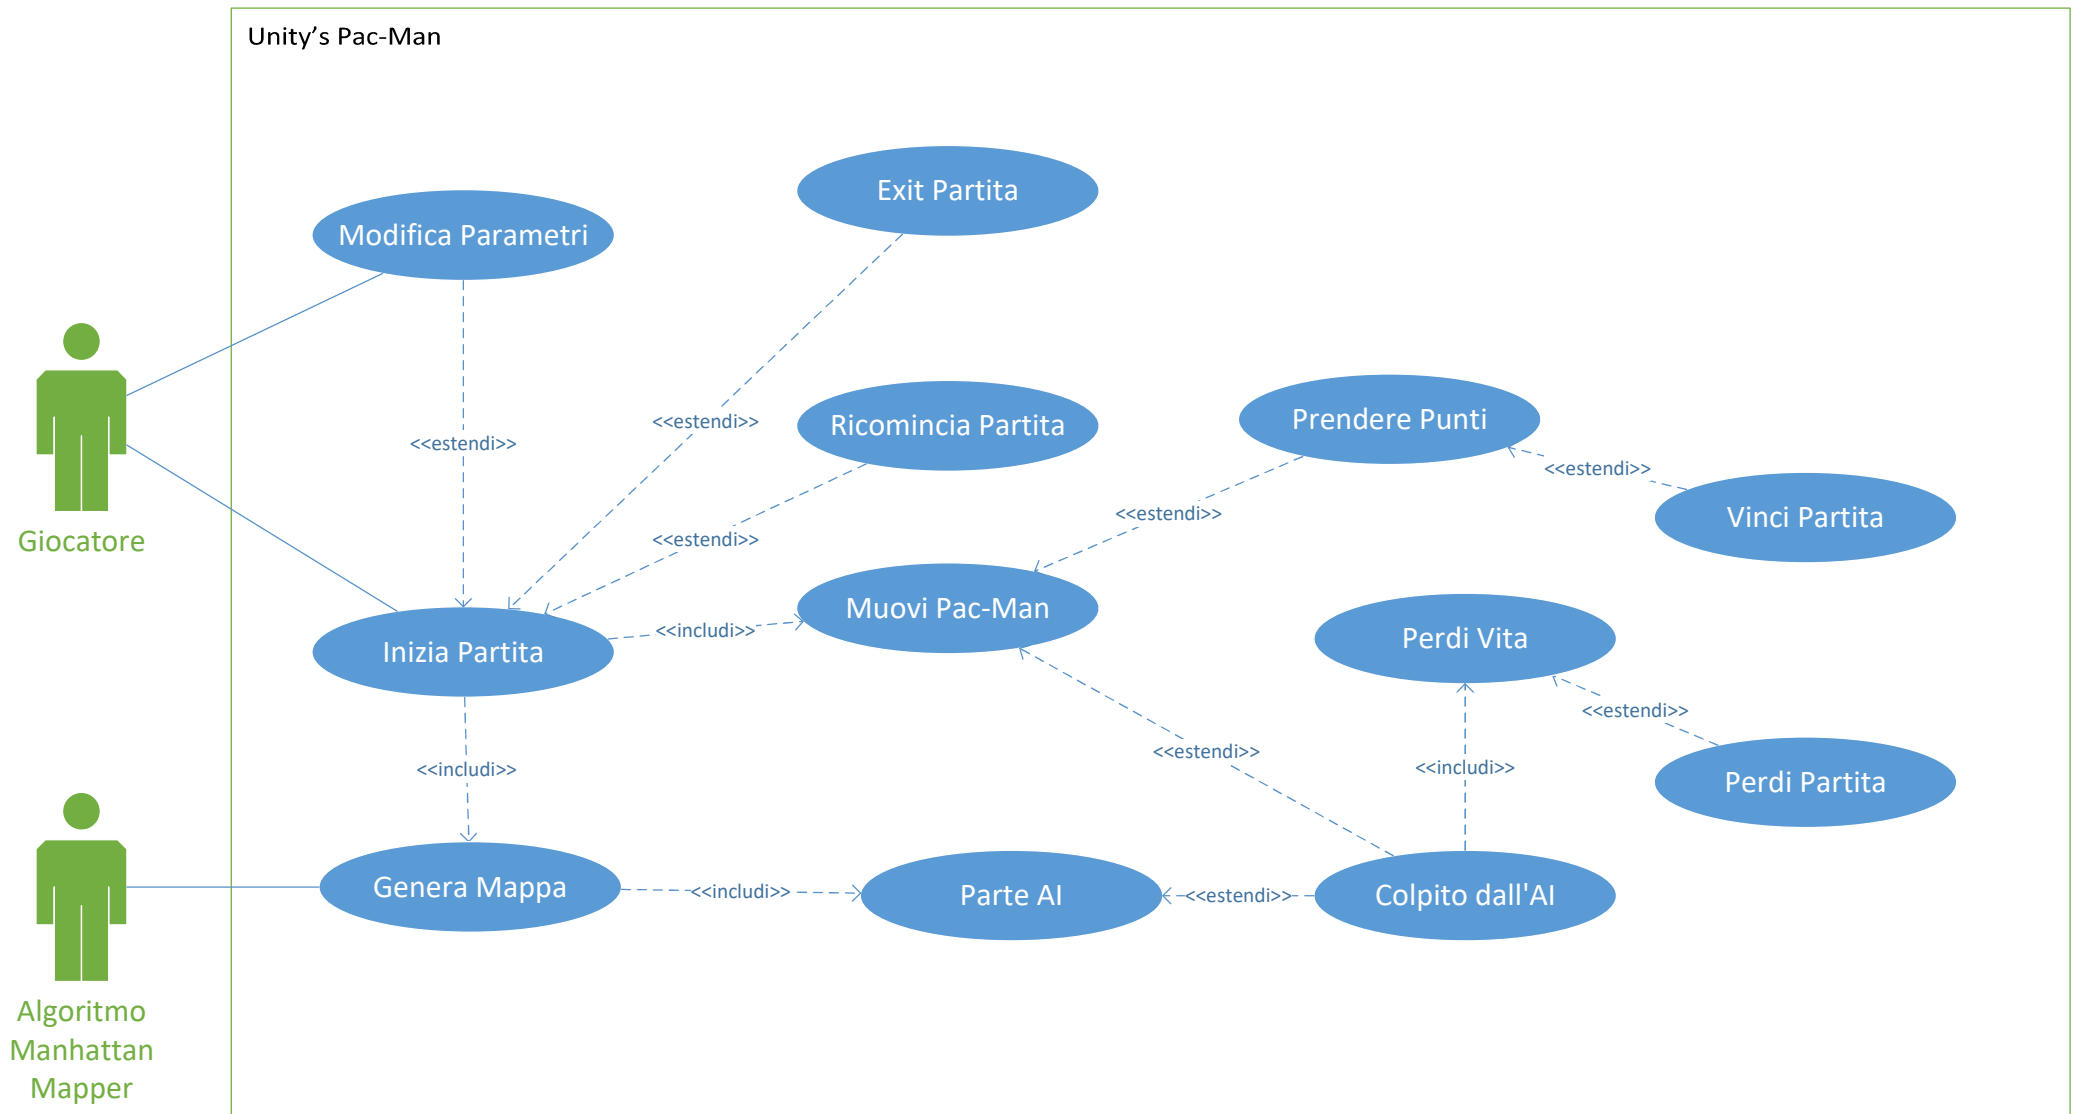 Unity's Pac-Man
Exit Partita
Modifica Parametri
<<estendi>>
Ricomincia Partita
<<estendi>>
Prendere Punti
<<estendi>>
Vinci Partita
<<estendi>>
<<estendi>>
Giocatore
Muovi Pac-Man
<<includi>>
Inizia Partita
Perdi Vita
<<estendi>>
<<estendi>>
<<includi>>
<<includi>>
Perdi Partita
Genera Mappa
<<includi>>
Parte AI
<<estendi>>
Colpito dall'AI
Algoritmo
Manhattan
Mapper